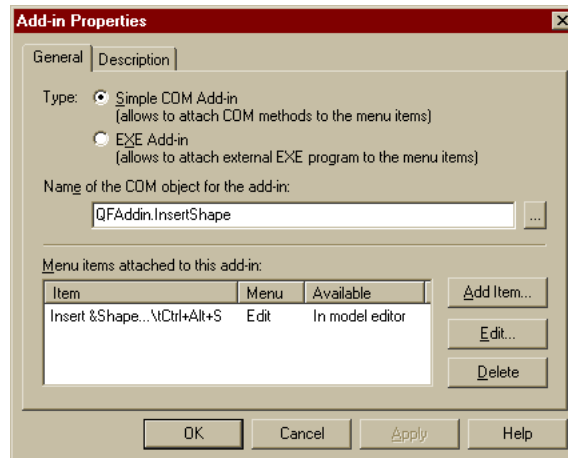 Add-in Properties
General Description
Type: Simple COM Add-in
(allows to attach COM methods to the menu items)
EXE Add-in
(allows to attach external EXE program to the menu items)
Name of the COM object for the add-in:
QFAddin.InsertShape ...
Menu items attached to this add-in:
Item Menu Available
Insert &Shape...\tCtrl+Alt+S Edit In model editor
Add Item...
Edit...
Delete
OK Cancel Apply Help